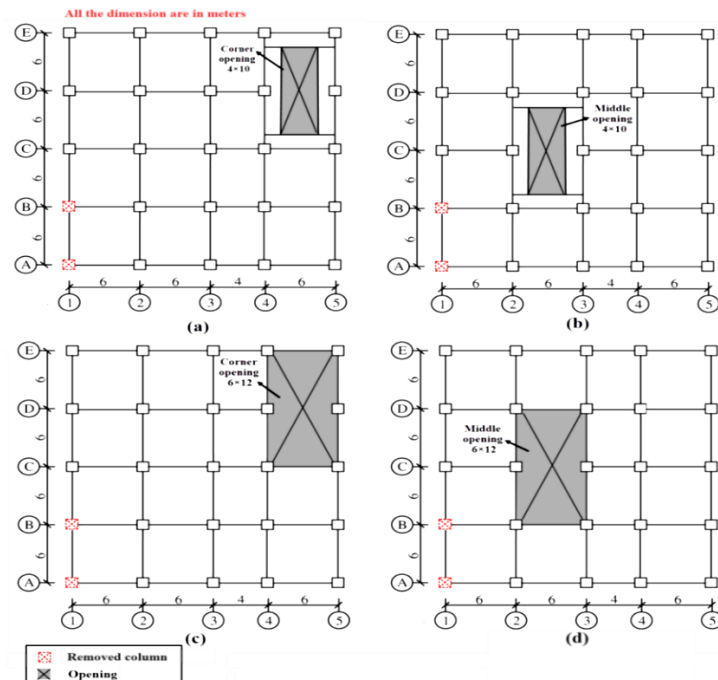 All the dimension are in meters
E
D
C
B
A
6
6
6
6
Corner
opening
4×10
6 6 4 6
1 2 3 4 5
(a)
E
D
C
B
A
6
6
6
6
Middle
opening
4×10
6 6 4 6
1 2 3 4 5
(b)
E
D
C
B
A
6
6
6
6
Corner
opening
6×12
6 6 4 6
1 2 3 4 5
(c)
E
D
C
B
A
6
6
6
6
Middle
opening
6×12
6 6 4 6
1 2 3 4 5
(d)
Removed column
Opening